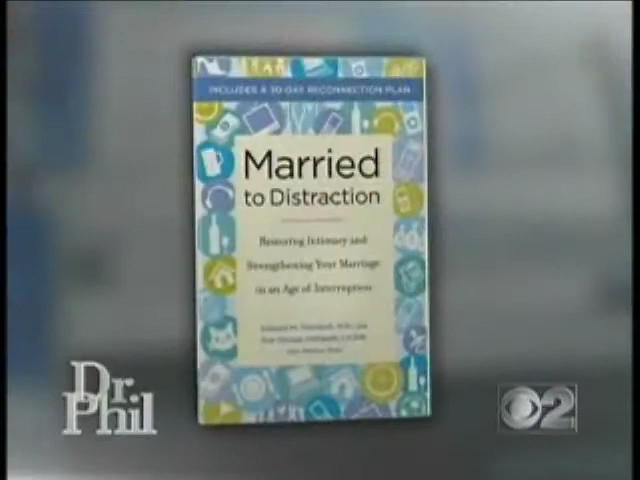 INCLUDES A 30-DAY RECONNECTION PLAN
Married
to Distraction
Restoring Intimacy and
Strengthening Your Marriage
in an Age of Interruption
Dr.
Phil
2